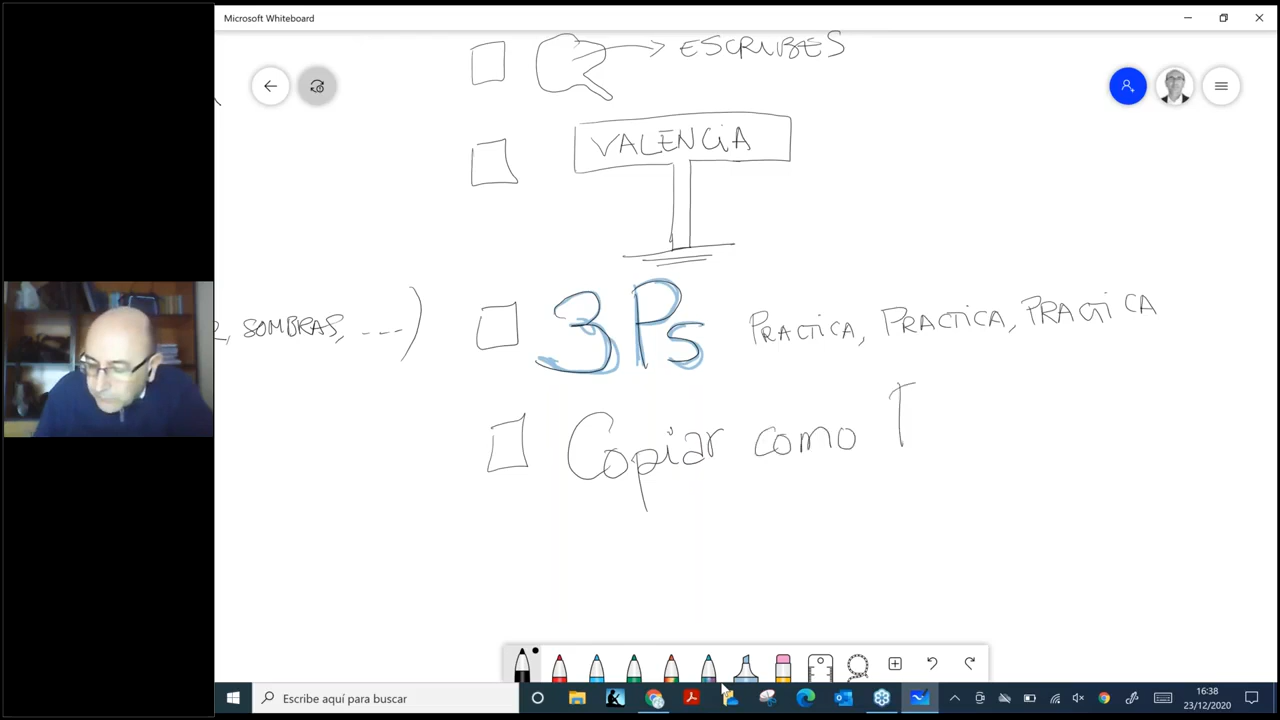 Microsoft Whiteboard
ESCRIBES
VALENCIA
SOMBRAS, ....)
3Ps PRACTICA, PRACTICA, PRACTICA
Copiar como
Escribe aquí para buscar
16:38
23/12/2020